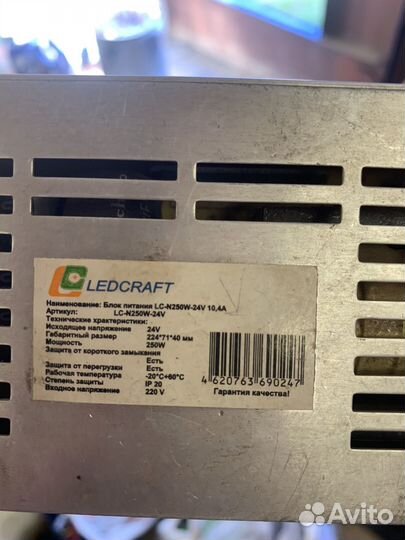 LEDCRAFT
Наименование: Блок питания LC-N250W-24V 10,4A
Артикул: LC-N250W-24V
Технические храктеристики:
Исходящее напряжение 24V
Габаритный размер 224*71*40 мм
Мощность 250W
Защита от короткого замыкания
Есть
Защита от перегрузки Есть
Рабочая температура -20°C+60°C
Степень защиты IP 20
Входное напряжение 220 V
4 620763 690247
Гарантия качества!
Avito